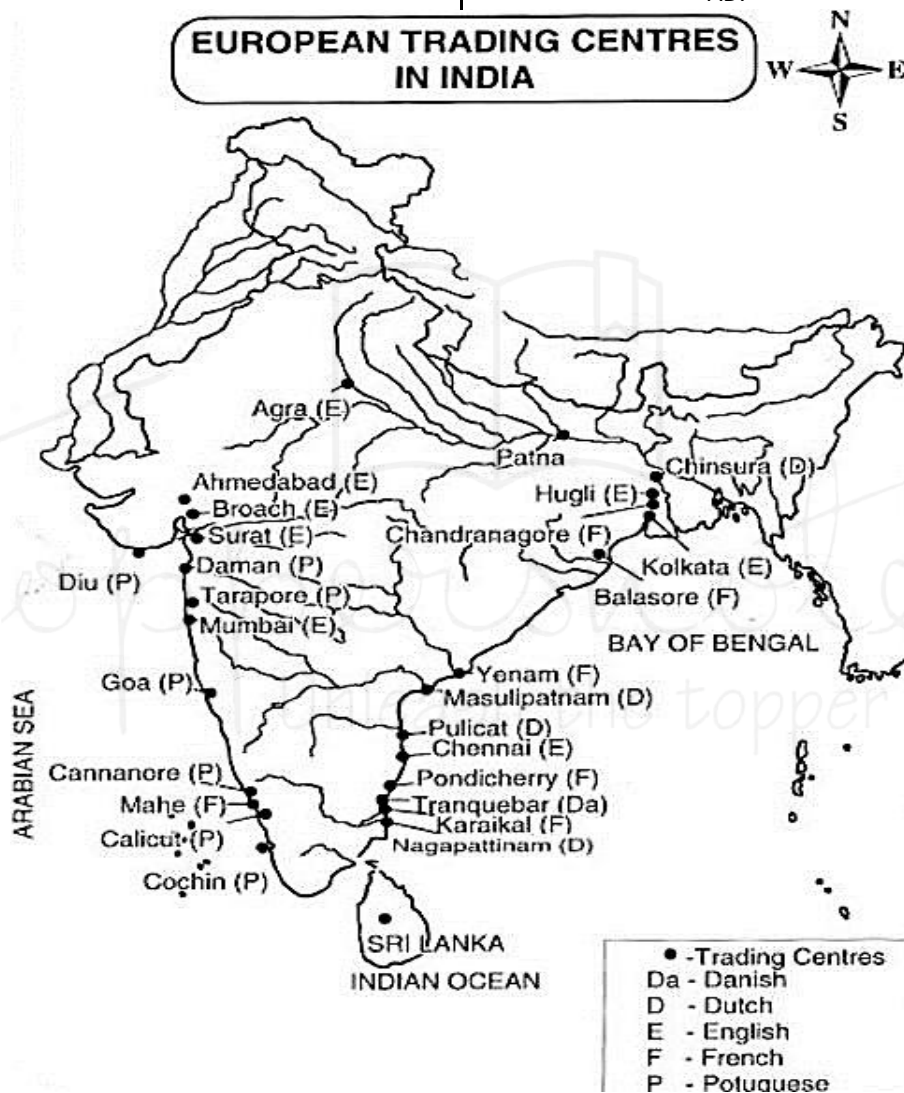 EUROPEAN TRADING CENTRES
IN INDIA
N
W
E
S
Agra (E)
Patna
Chinsura (D)
Ahmedabad (E)
Hugli (E)
Broach (E)
Surat (E)
Chandranagore (F)
Diu (P)
Daman (P)
Kolkata (E)
Tarapore (P)
Balasore (F)
Mumbai (E)
BAY OF BENGAL
Goa (P)
Yenam (F)
Masulipatnam (D)
ARABIAN SEA
Pulicat (D)
Chennai (E)
Cannanore (P)
Pondicherry (F)
Mahe (F)
Tranquebar (Da)
Karaikal (F)
Calicut (P)
Nagapattinam (D)
Cochin (P)
SRI LANKA
INDIAN OCEAN
● -Trading Centres
Da - Danish
D - Dutch
E - English
F - French
P - Potuguese